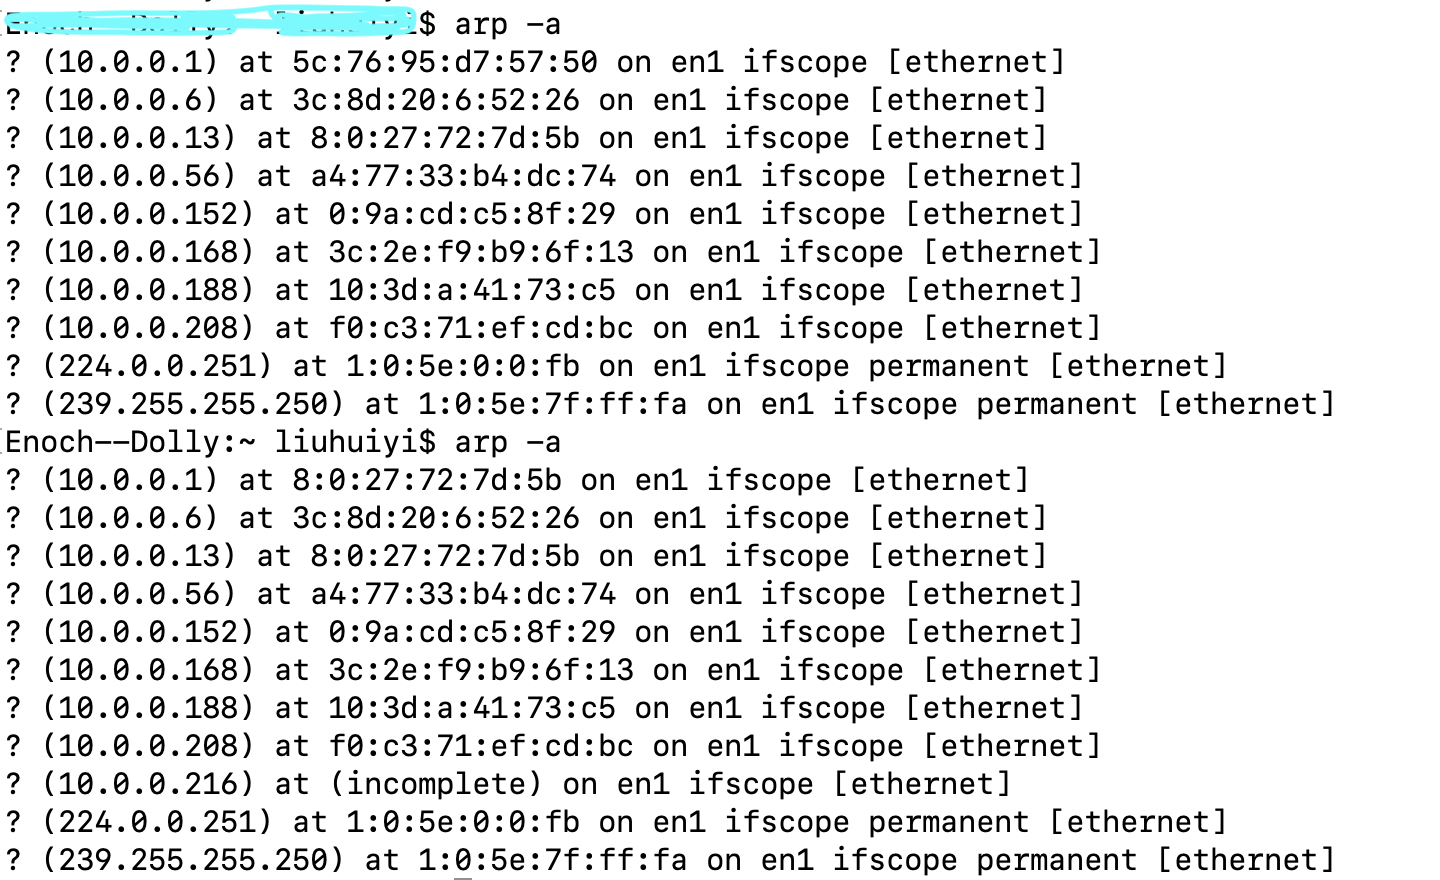 $ arp -a
? (10.0.0.1) at 5c:76:95:d7:57:50 on en1 ifscope [ethernet]
? (10.0.0.6) at 3c:8d:20:6:52:26 on en1 ifscope [ethernet]
? (10.0.0.13) at 8:0:27:72:7d:5b on en1 ifscope [ethernet]
? (10.0.0.56) at a4:77:33:b4:dc:74 on en1 ifscope [ethernet]
? (10.0.0.152) at 0:9a:cd:c5:8f:29 on en1 ifscope [ethernet]
? (10.0.0.168) at 3c:2e:f9:b9:6f:13 on en1 ifscope [ethernet]
? (10.0.0.188) at 10:3d:a:41:73:c5 on en1 ifscope [ethernet]
? (10.0.0.208) at f0:c3:71:ef:cd:bc on en1 ifscope [ethernet]
? (224.0.0.251) at 1:0:5e:0:0:fb on en1 ifscope permanent [ethernet]
? (239.255.255.250) at 1:0:5e:7f:ff:fa on en1 ifscope permanent [ethernet]
Enoch--Dolly:~ liuhuiyi$ arp -a
? (10.0.0.1) at 8:0:27:72:7d:5b on en1 ifscope [ethernet]
? (10.0.0.6) at 3c:8d:20:6:52:26 on en1 ifscope [ethernet]
? (10.0.0.13) at 8:0:27:72:7d:5b on en1 ifscope [ethernet]
? (10.0.0.56) at a4:77:33:b4:dc:74 on en1 ifscope [ethernet]
? (10.0.0.152) at 0:9a:cd:c5:8f:29 on en1 ifscope [ethernet]
? (10.0.0.168) at 3c:2e:f9:b9:6f:13 on en1 ifscope [ethernet]
? (10.0.0.188) at 10:3d:a:41:73:c5 on en1 ifscope [ethernet]
? (10.0.0.208) at f0:c3:71:ef:cd:bc on en1 ifscope [ethernet]
? (10.0.0.216) at (incomplete) on en1 ifscope [ethernet]
? (224.0.0.251) at 1:0:5e:0:0:fb on en1 ifscope permanent [ethernet]
? (239.255.255.250) at 1:0:5e:7f:ff:fa on en1 ifscope permanent [ethernet]